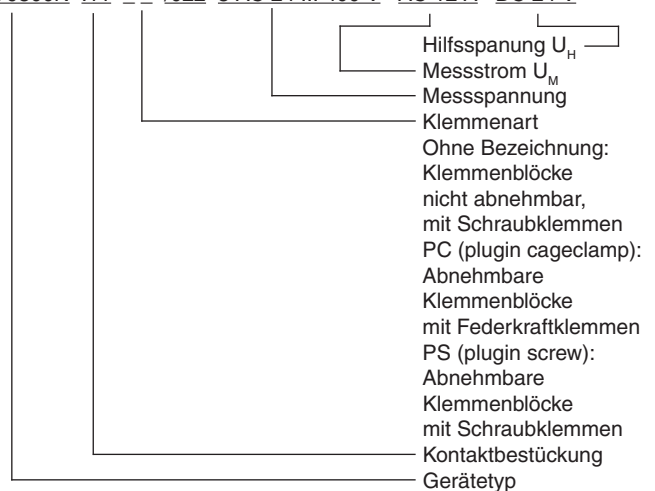 Hilfsspanung U_H
Messstrom U_M
Messspannung
Klemmenart
Ohne Bezeichnung:
Klemmenblöcke
nicht abnehmbar,
mit Schraubklemmen
PC (plugin cageclamp):
Abnehmbare
Klemmenblöcke
mit Federkraftklemmen
PS (plugin screw):
Abnehmbare
Klemmenblöcke
mit Schraubklemmen
Kontaktbestückung
Gerätetyp